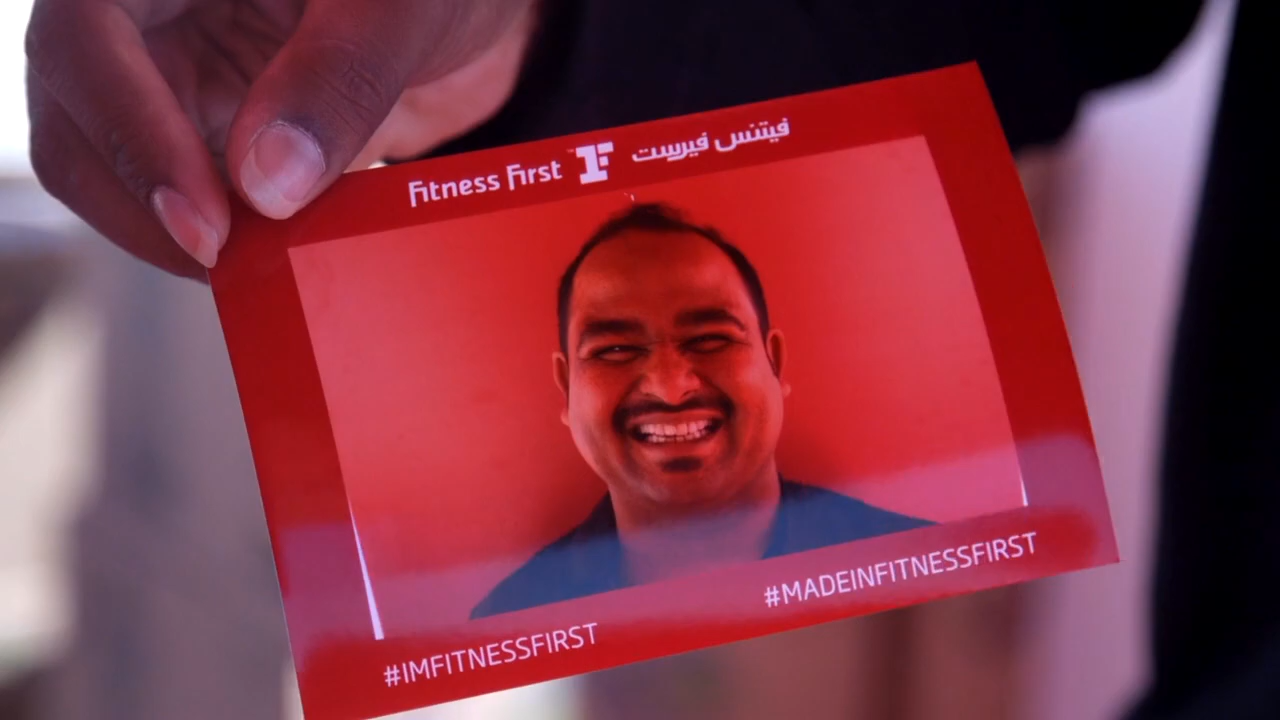 Fitness First فيتنس فيرست
#IMFITNESSFIRST
#MADEINFITNESSFIRST